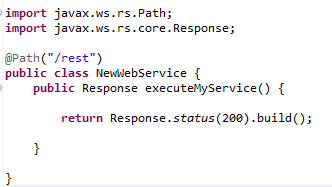 import javax.ws.rs.Path;
import javax.ws.rs.core.Response;
@Path("/rest")
public class NewWebService {
public Response executeMyService() {
return Response.status(200).build();
}
}